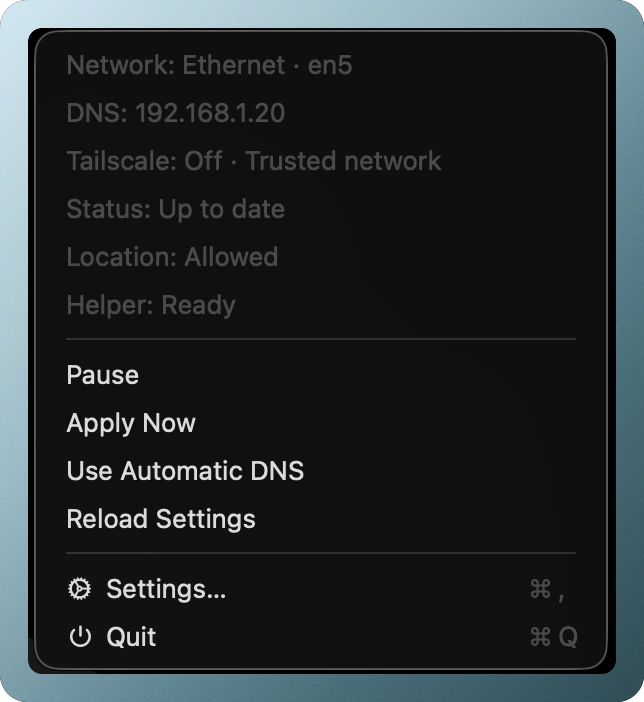 Network: Ethernet · en5
DNS: 192.168.1.20
Tailscale: Off · Trusted network
Status: Up to date
Location: Allowed
Helper: Ready
Pause
Apply Now
Use Automatic DNS
Reload Settings
Settings... ⌘ ,
Quit ⌘ Q